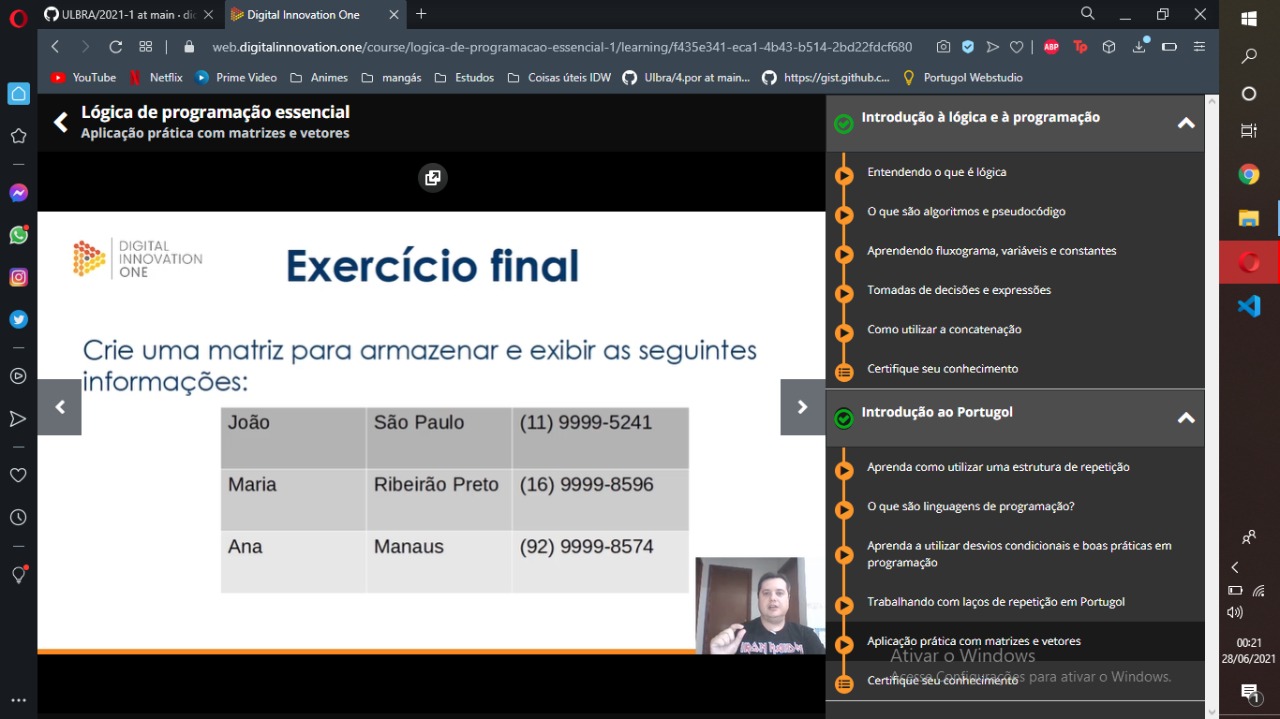 ULBRA/2021-1 at main · dio
Digital Innovation One
web.digitalinnovation.one/course/logica-de-programacao-essencial-1/learning/f435e341-eca1-4b43-b514-2bd22fdcf680
ABP
Tp
YouTube
Netflix
Prime Video
Animes
mangás
Estudos
Coisas úteis IDW
Ulbra/4.por at main...
https://gist.github.c...
Portugol Webstudio
Lógica de programação essencial
Aplicação prática com matrizes e vetores
DIGITAL
INNOVATION
ONE
Exercício final
Crie uma matriz para armazenar e exibir as seguintes
informações:
João São Paulo (11) 9999-5241
Maria Ribeirão Preto (16) 9999-8596
Ana Manaus (92) 9999-8574
Introdução à lógica e à programação
Entendendo o que é lógica
O que são algoritmos e pseudocódigo
Aprendendo fluxograma, variáveis e constantes
Tomadas de decisões e expressões
Como utilizar a concatenação
Certifique seu conhecimento
Introdução ao Portugol
Aprenda como utilizar uma estrutura de repetição
O que são linguagens de programação?
Aprenda a utilizar desvios condicionais e boas práticas em
programação
Trabalhando com laços de repetição em Portugol
Aplicação prática com matrizes e vetores
Ativar o Windows
Certifique seu conhecimento
Acesse Configurações para ativar o Windows.
00:21
28/06/2021
1